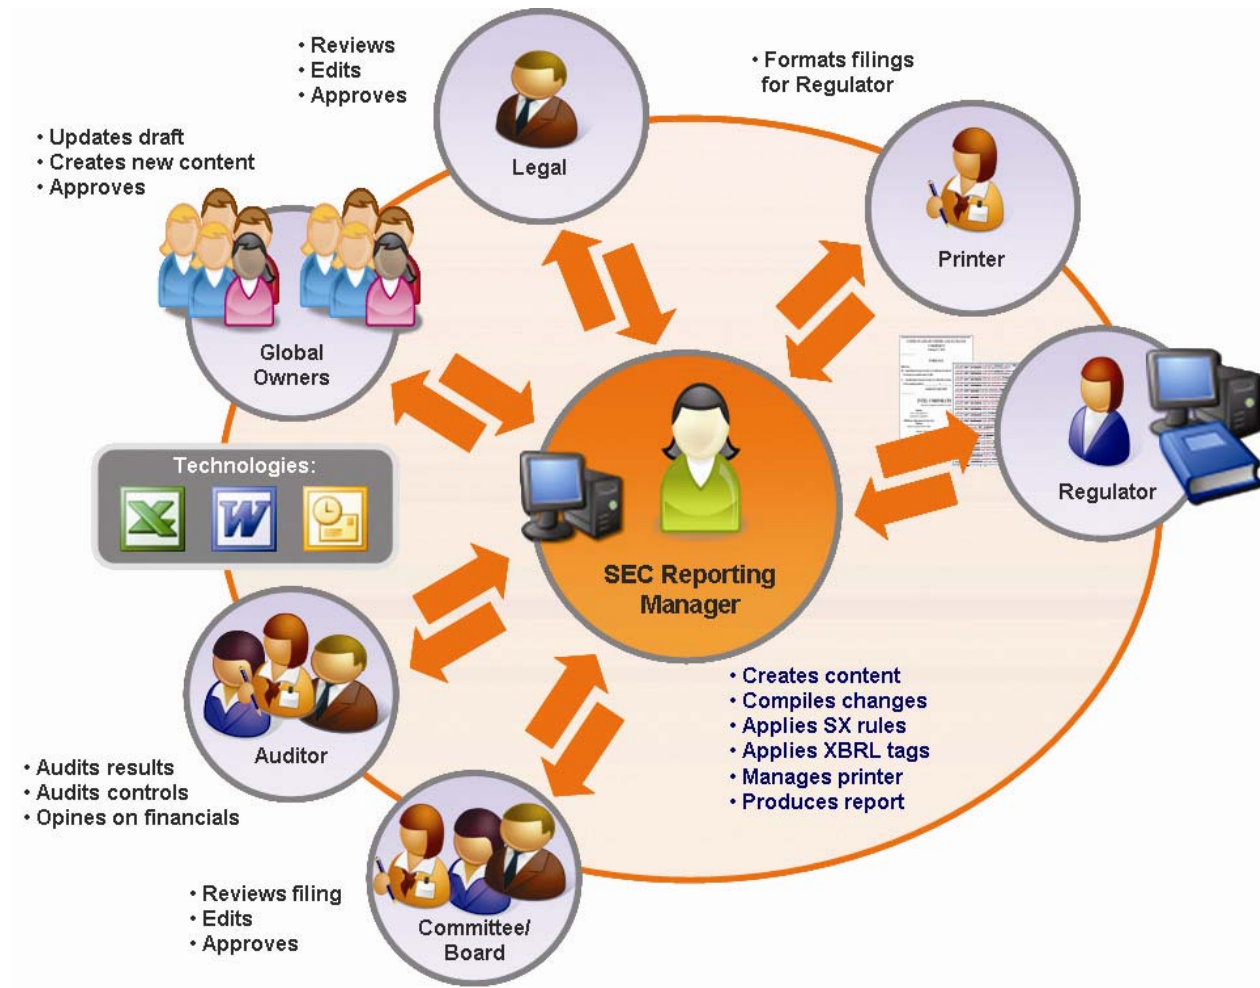 • Reviews
• Edits
• Approves
• Formats filings
for Regulator
• Updates draft
• Creates new content
• Approves
Legal
Printer
Global
Owners
Technologies:
Regulator
SEC Reporting
Manager
• Creates content
• Compiles changes
• Applies SX rules
• Applies XBRL tags
• Manages printer
• Produces report
Auditor
• Audits results
• Audits controls
• Opines on financials
• Reviews filing
• Edits
• Approves
Committee/
Board